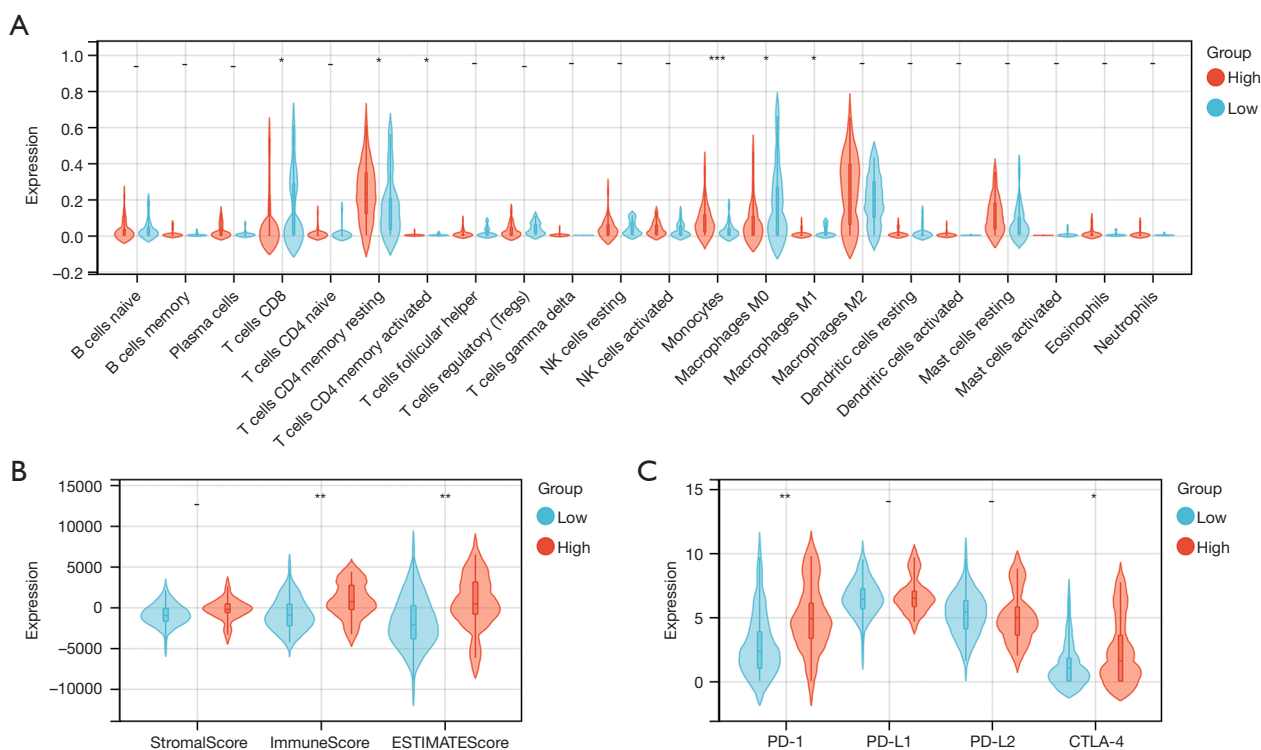 A
1.0
0.8
0.6
0.4
0.2
0.0
−0.2
Expression
– – – * – * * – – – – – *** * * – – – – – – –
Group
High
Low
B cells naive
B cells memory
Plasma cells
T cells CD8
T cells CD4 naive
T cells CD4 memory resting
T cells CD4 memory activated
T cells follicular helper
T cells regulatory (Tregs)
T cells gamma delta
NK cells resting
NK cells activated
Monocytes
Macrophages M0
Macrophages M1
Macrophages M2
Dendritic cells resting
Dendritic cells activated
Mast cells resting
Mast cells activated
Eosinophils
Neutrophils
B
15000
10000
5000
0
−5000
−10000
Expression
– ** **
Group
Low
High
StromalScore
ImmuneScore
ESTIMATEScore
C
15
10
5
0
Expression
** – – *
Group
Low
High
PD-1
PD-L1
PD-L2
CTLA-4